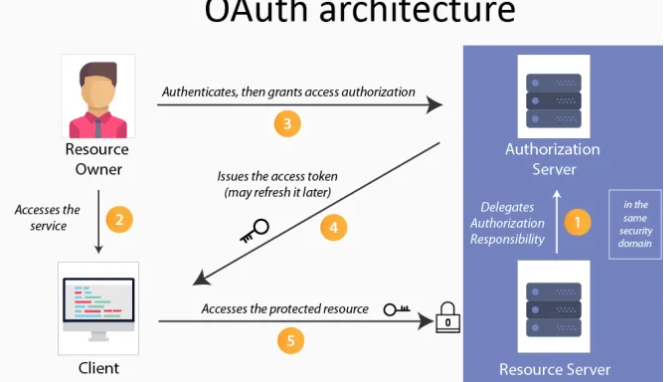 OAuth architecture
Authenticates, then grants access authorization
3
Resource
Owner
Authorization
Server
Issues the access token
(may refresh it later)
Accesses the
service
2
4
Delegates
Authorization
Responsibility
1
in the
same
security
domain
Accesses the protected resource
5
Client
Resource Server